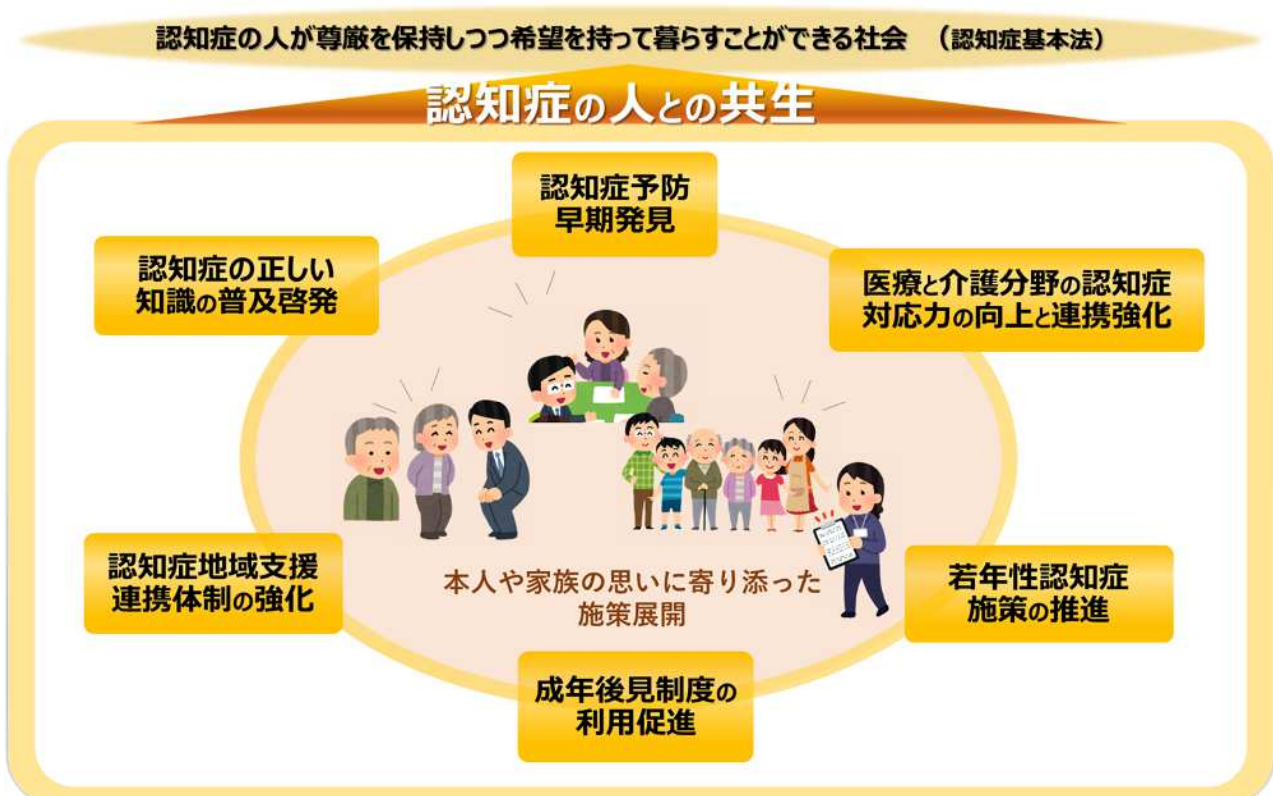 認知症の人が尊厳を保持しつつ希望を持って暮らすことができる社会 （認知症基本法）
認知症の人との共生
認知症予防
早期発見
認知症の正しい
知識の普及啓発
医療と介護分野の認知症
対応力の向上と連携強化
認知症地域支援
連携体制の強化
本人や家族の思いに寄り添った
施策展開
若年性認知症
施策の推進
成年後見制度の
利用促進